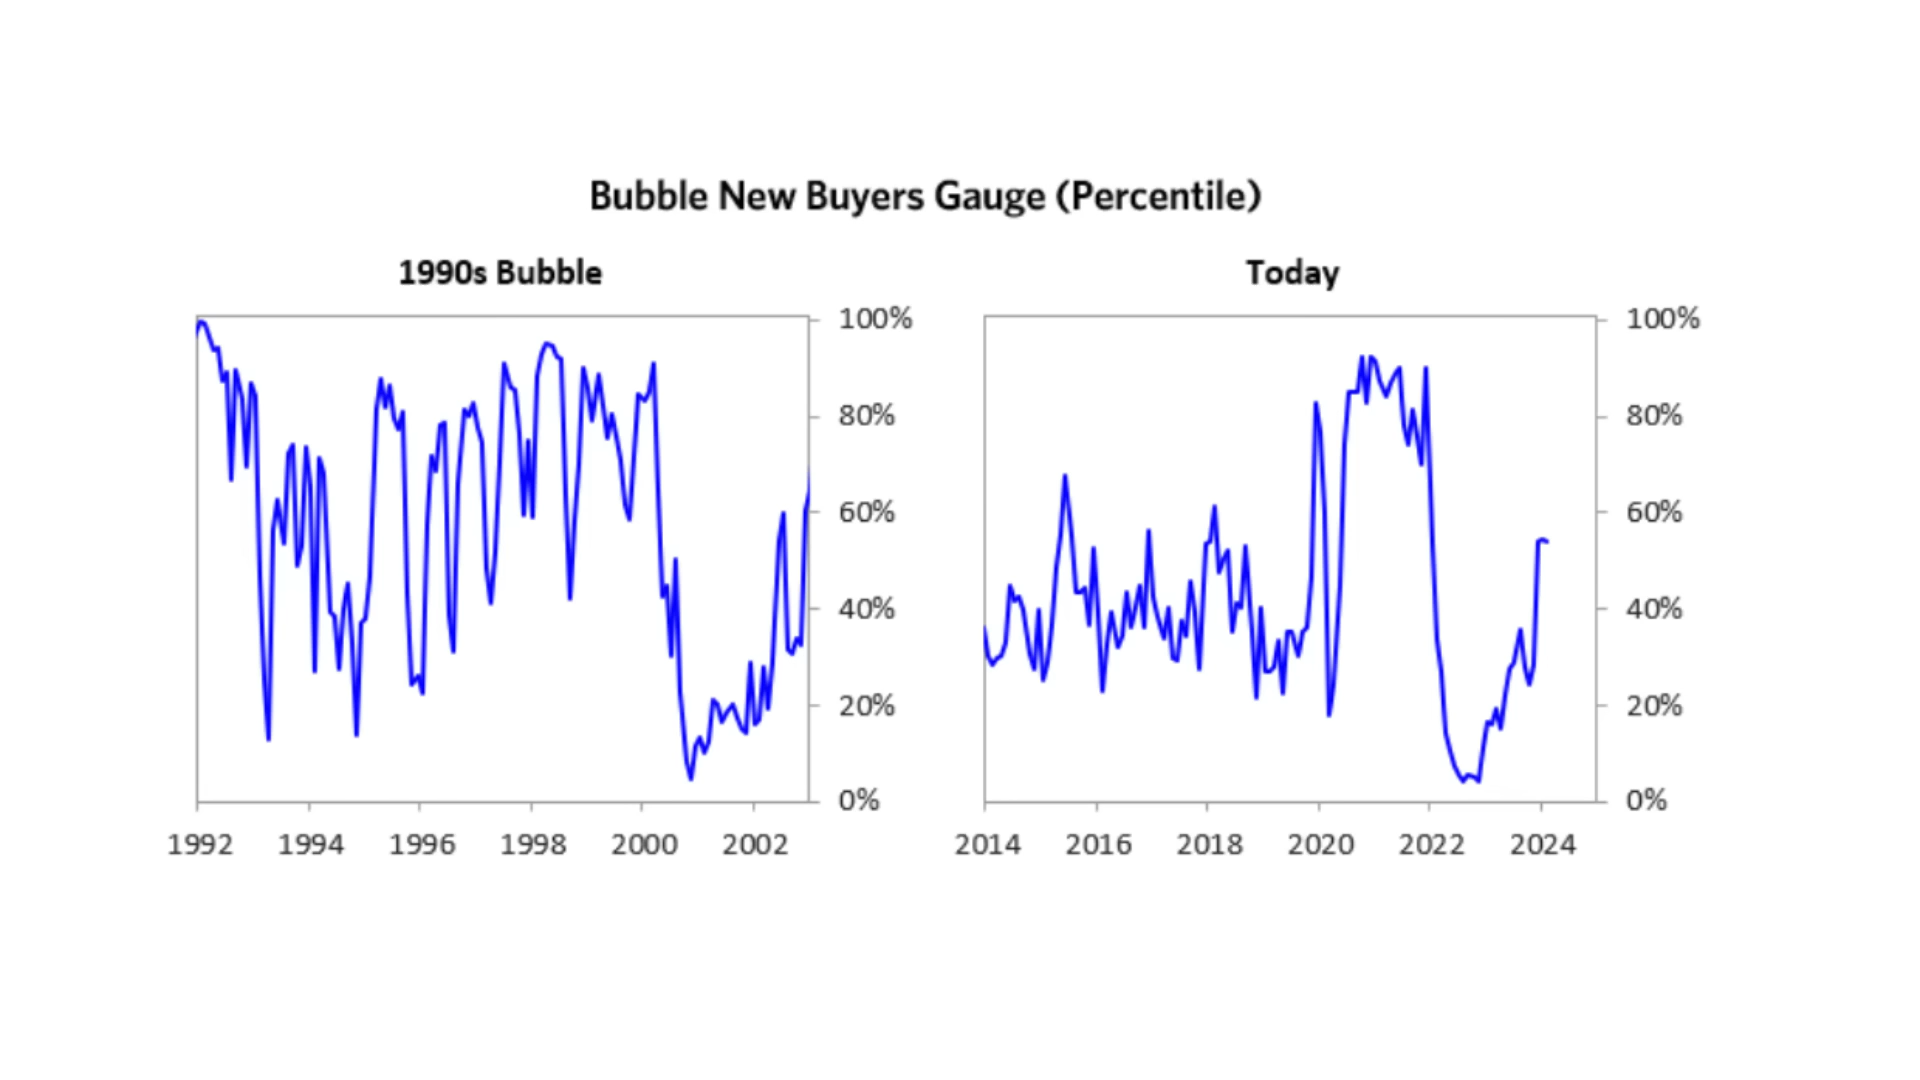 Bubble New Buyers Gauge (Percentile)
1990s Bubble
100%
80%
60%
40%
20%
0%
1992 1994 1996 1998 2000 2002
Today
100%
80%
60%
40%
20%
0%
2014 2016 2018 2020 2022 2024